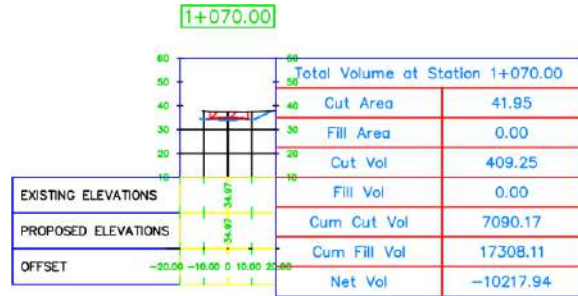 1+070.00
60 60
50 50
40 40
30 30
20 20
10 10
Total Volume at Station 1+070.00
Cut Area 41.95
Fill Area 0.00
Cut Vol 409.25
Fill Vol 0.00
Cum Cut Vol 7090.17
Cum Fill Vol 17308.11
Net Vol -10217.94
EXISTING ELEVATIONS 34.97
PROPOSED ELEVATIONS 34.97
OFFSET -20.00 -10.00 0 10.00 20.00